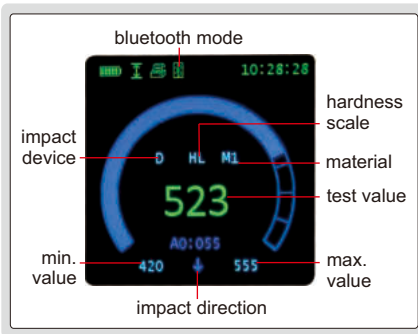 bluetooth mode
10:28:28
hardness
scale
impact
device
D HL M1
material
523
test value
A0:055
min.
value
420
555
max.
value
impact direction